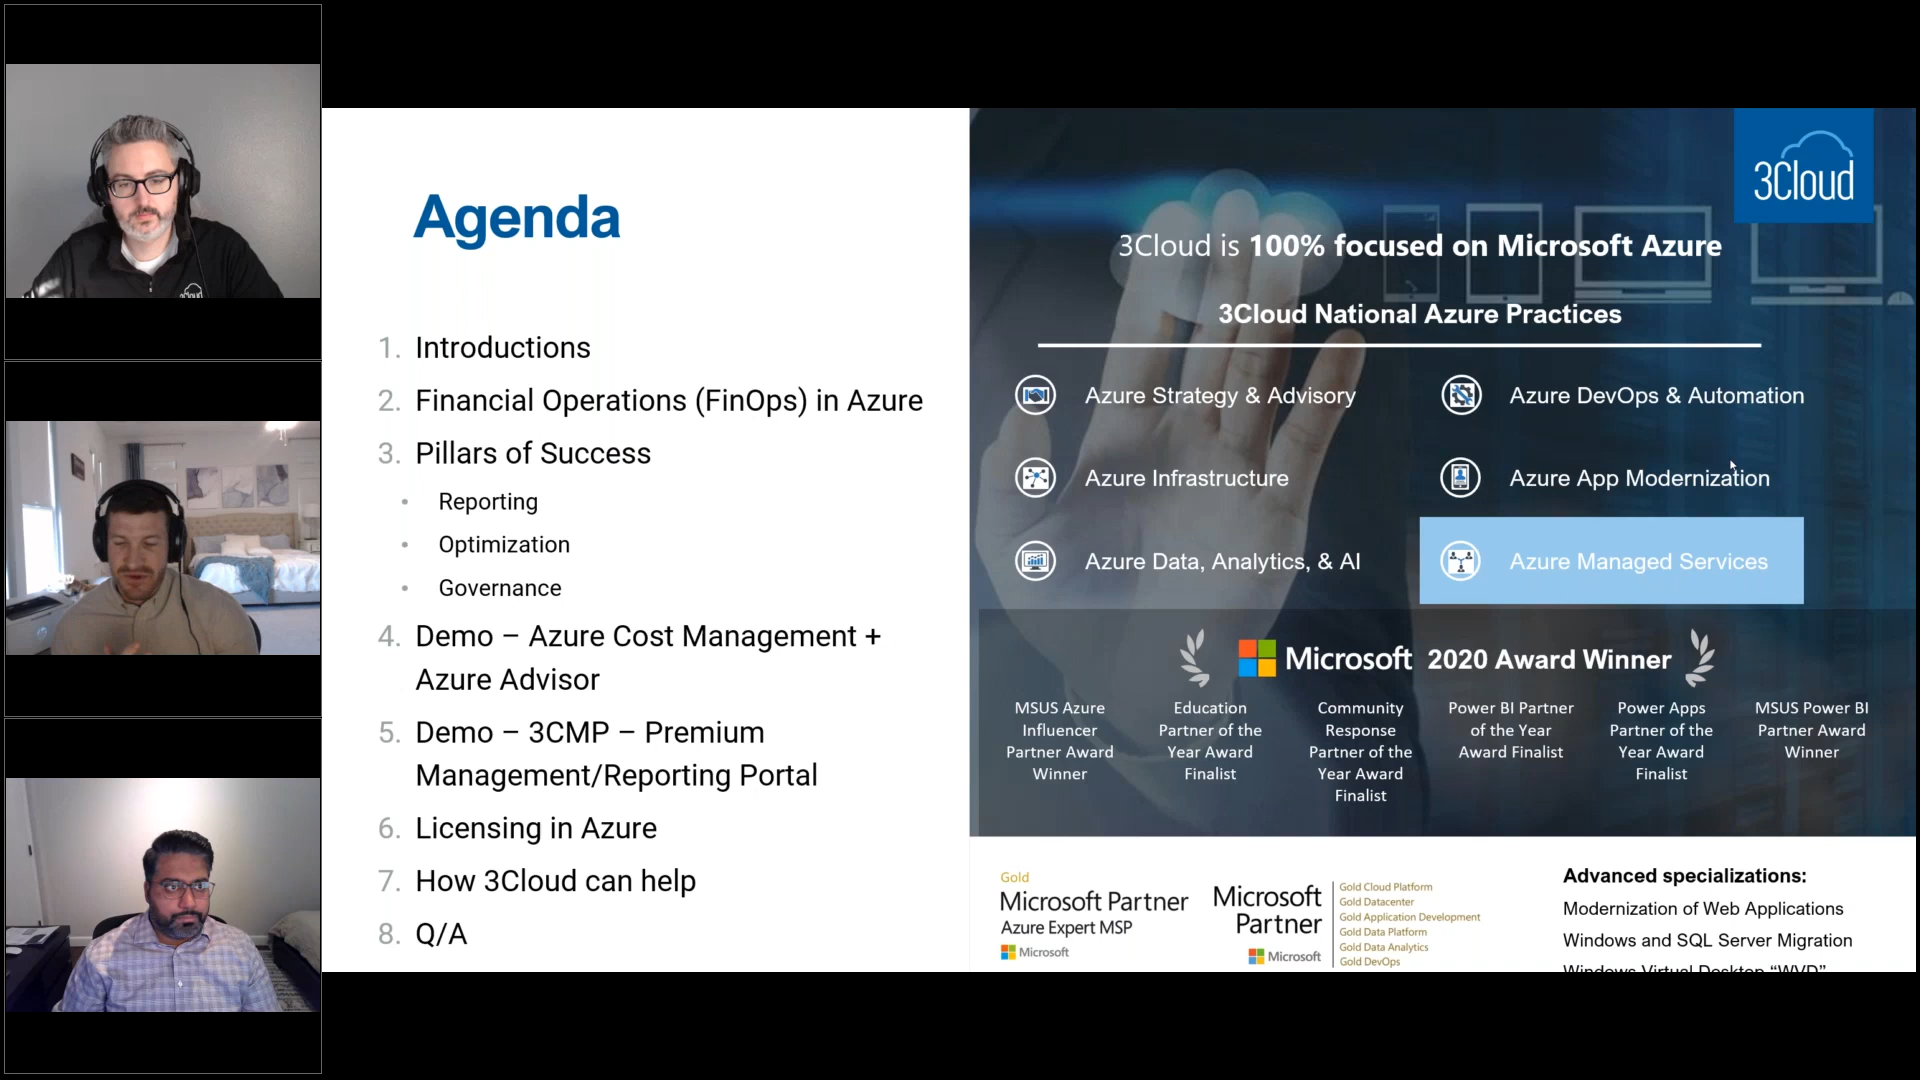 Agenda
1. Introductions
2. Financial Operations (FinOps) in Azure
3. Pillars of Success
• Reporting
• Optimization
• Governance
4. Demo – Azure Cost Management +
Azure Advisor
5. Demo – 3CMP – Premium
Management/Reporting Portal
6. Licensing in Azure
7. How 3Cloud can help
8. Q/A
3Cloud
3Cloud is 100% focused on Microsoft Azure
3Cloud National Azure Practices
Azure Strategy & Advisory
Azure DevOps & Automation
Azure Infrastructure
Azure App Modernization
Azure Data, Analytics, & AI
Azure Managed Services
Microsoft 2020 Award Winner
MSUS Azure
Influencer
Partner Award
Winner
Education
Partner of the
Year Award
Finalist
Community
Response
Partner of the
Year Award
Finalist
Power BI Partner
of the Year
Award Finalist
Power Apps
Partner of the
Year Award
Finalist
MSUS Power BI
Partner Award
Winner
Gold
Microsoft Partner
Azure Expert MSP
Microsoft
Microsoft
Partner
Microsoft
Gold Cloud Platform
Gold Datacenter
Gold Application Development
Gold Data Platform
Gold Data Analytics
Gold DevOps
Advanced specializations:
Modernization of Web Applications
Windows and SQL Server Migration
Windows Virtual Desktop “WVD”
3Cloud